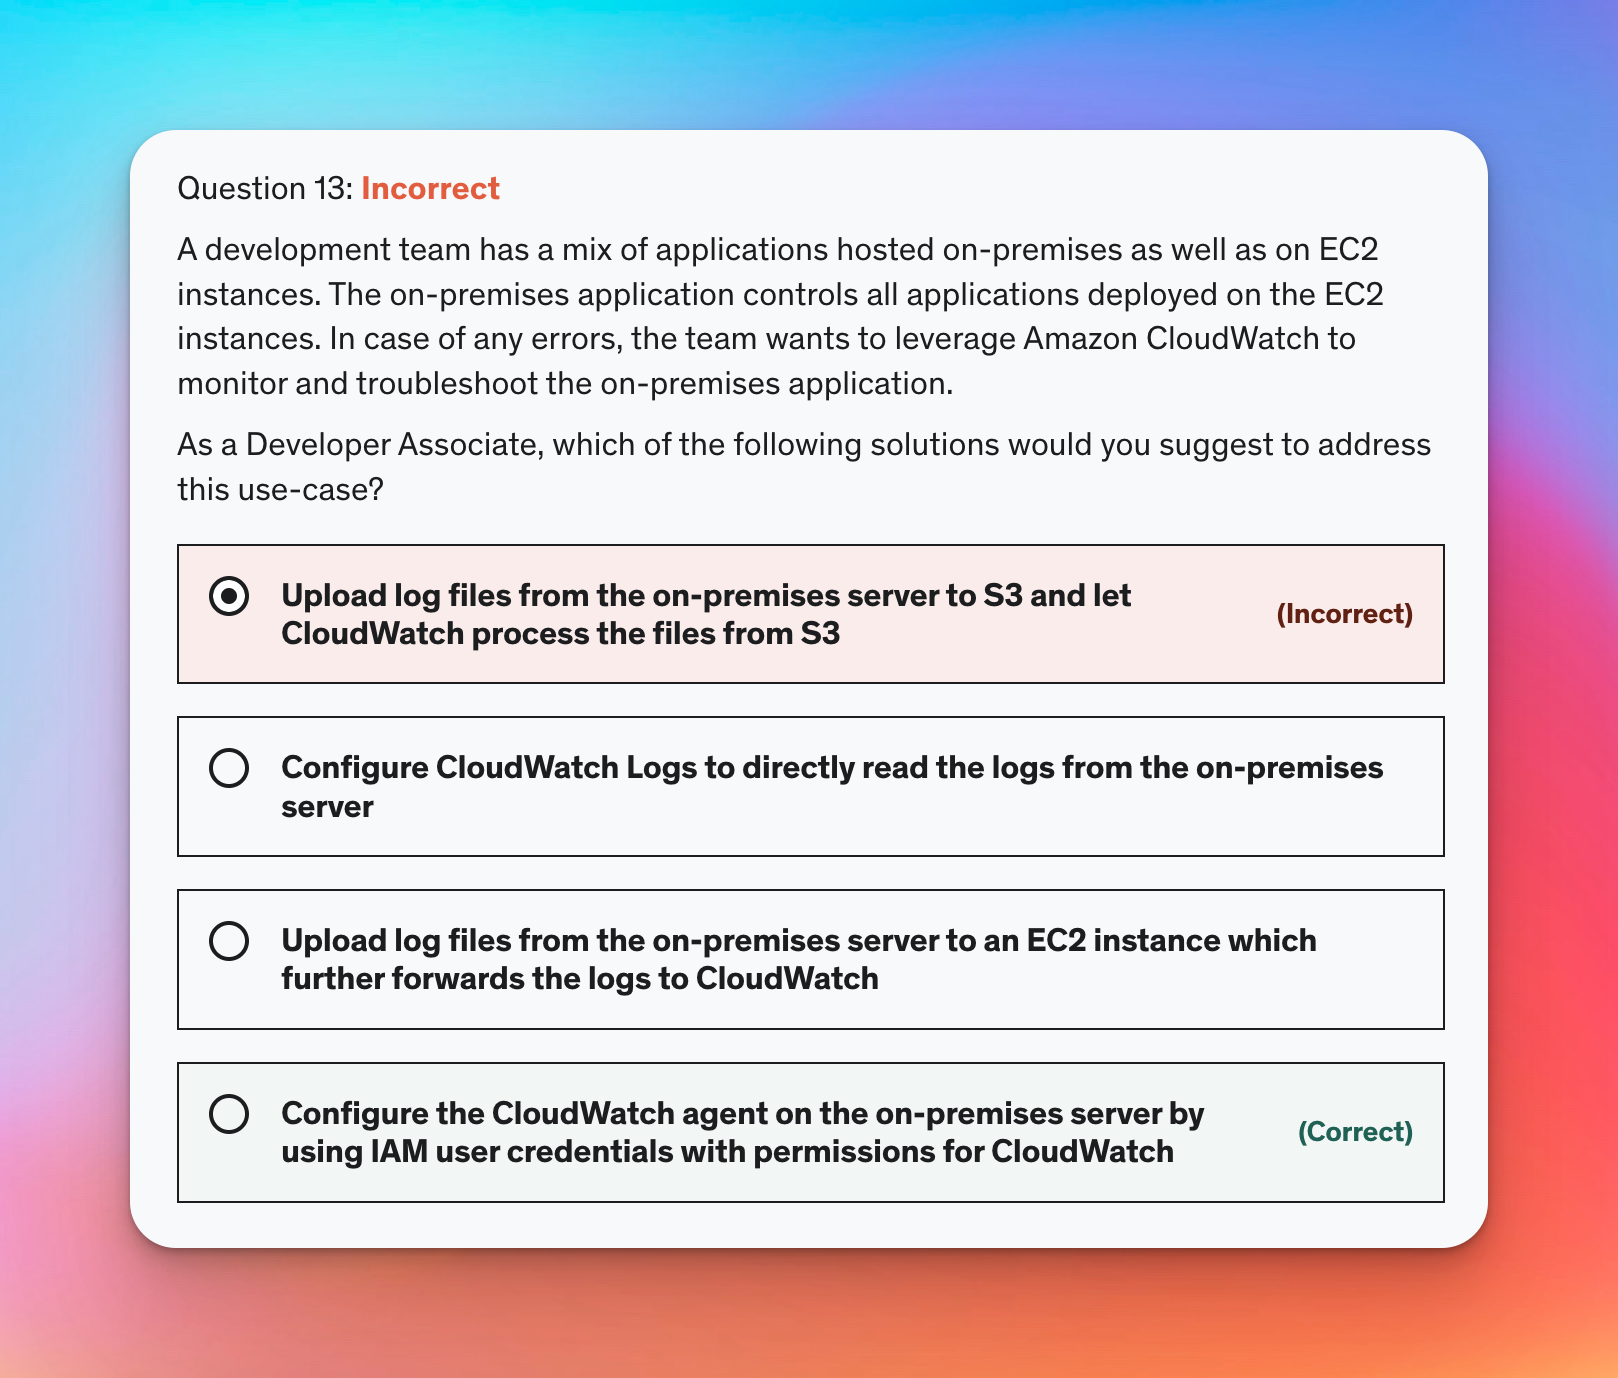 Question 13: Incorrect
A development team has a mix of applications hosted on-premises as well as on EC2
instances. The on-premises application controls all applications deployed on the EC2
instances. In case of any errors, the team wants to leverage Amazon CloudWatch to
monitor and troubleshoot the on-premises application.
As a Developer Associate, which of the following solutions would you suggest to address
this use-case?
Upload log files from the on-premises server to S3 and let
CloudWatch process the files from S3
(Incorrect)
Configure CloudWatch Logs to directly read the logs from the on-premises
server
Upload log files from the on-premises server to an EC2 instance which
further forwards the logs to CloudWatch
Configure the CloudWatch agent on the on-premises server by
using IAM user credentials with permissions for CloudWatch
(Correct)